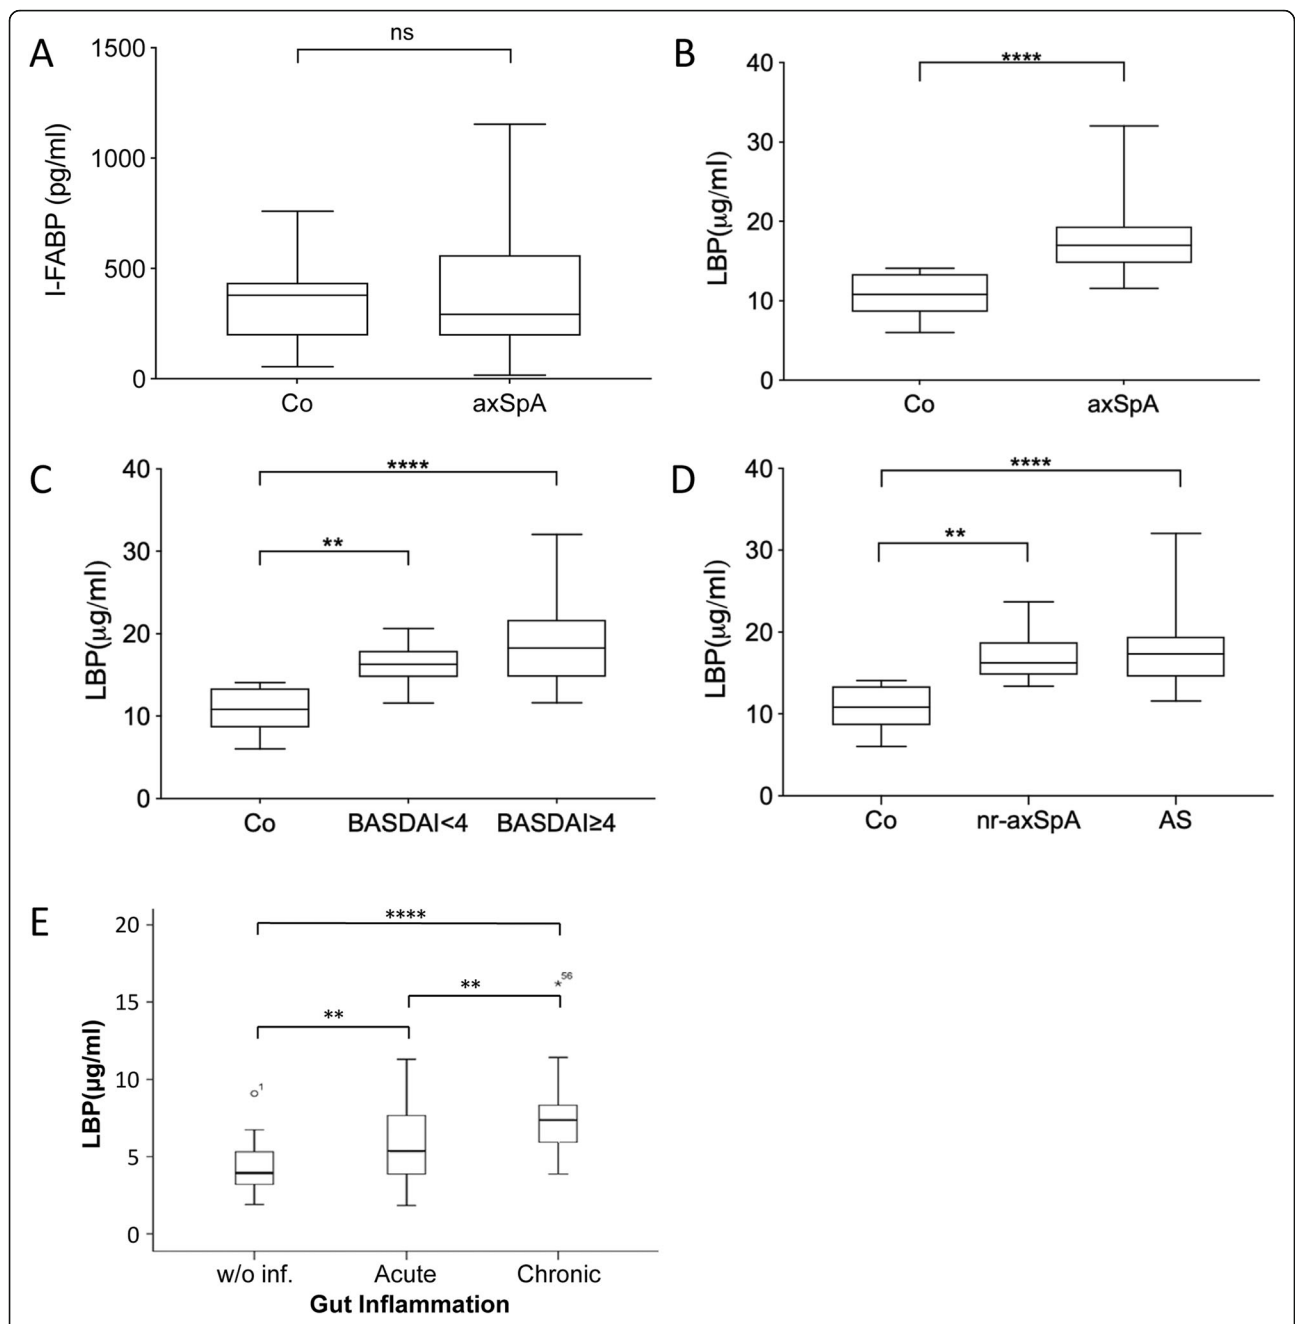 A
ns
1500
1000
500
0
I-FABP (pg/ml)
Co
axSpA
B
****
40
30
20
10
0
LBP(µg/ml)
Co
axSpA
C
****
**
40
30
20
10
0
LBP(µg/ml)
Co
BASDAI<4
BASDAI≥4
D
****
**
40
30
20
10
0
LBP(µg/ml)
Co
nr-axSpA
AS
E
****
**
**
20
15
10
5
0
LBP(µg/ml)
*56
o1
w/o inf.
Acute
Chronic
Gut Inflammation